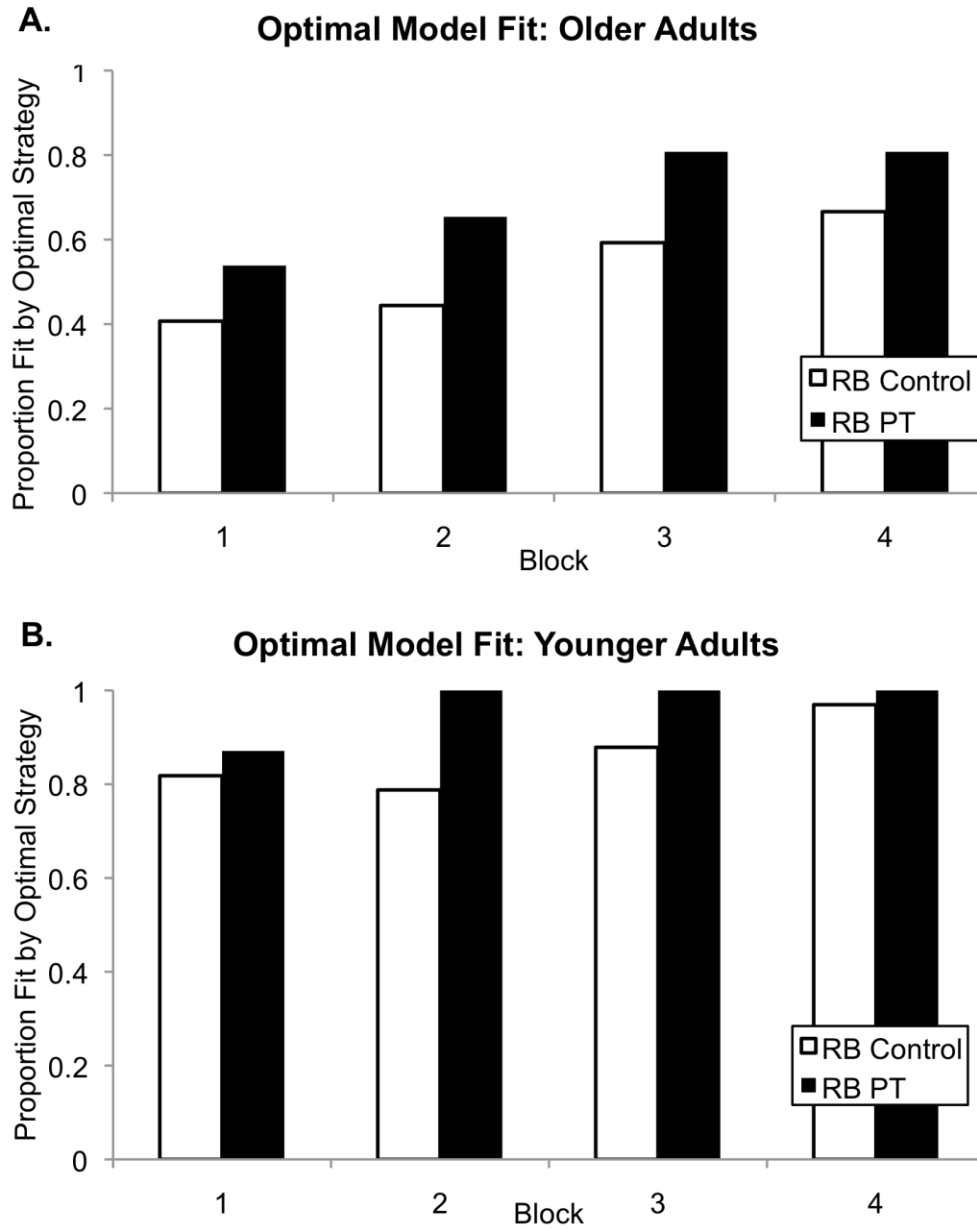 A.
Optimal Model Fit: Older Adults
Proportion Fit by Optimal Strategy
1
0.8
0.6
0.4
0.2
0
1 2 3 4
Block
RB Control
RB PT
B.
Optimal Model Fit: Younger Adults
Proportion Fit by Optimal Strategy
1
0.8
0.6
0.4
0.2
0
1 2 3 4
Block
RB Control
RB PT